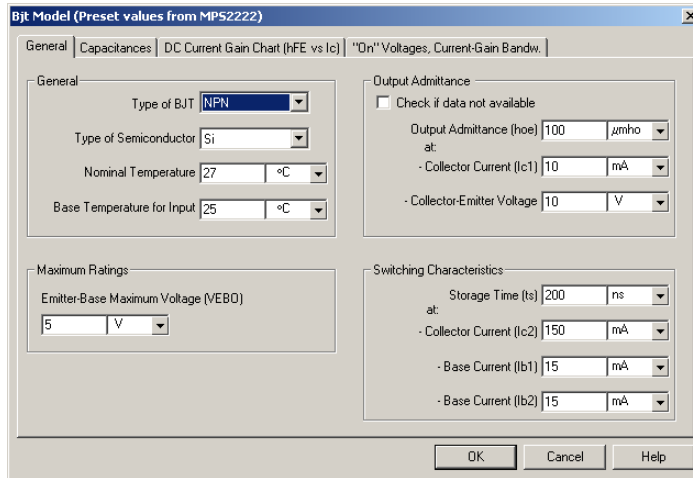 Bjt Model (Preset values from MPS2222)
General
Capacitances
DC Current Gain Chart (hFE vs Ic)
"On" Voltages, Current-Gain Bandw.
General
Type of BJT NPN
Type of Semiconductor Si
Nominal Temperature 27 ºC
Base Temperature for Input 25 ºC
Maximum Ratings
Emitter-Base Maximum Voltage (VEBO)
5 V
Output Admittance
Check if data not available
Output Admittance (hoe) 100 µmho
at:
- Collector Current (Ic1) 10 mA
- Collector-Emitter Voltage 10 V
Switching Characteristics
Storage Time (ts) 200 ns
at:
- Collector Current (Ic2) 150 mA
- Base Current (Ib1) 15 mA
- Base Current (Ib2) 15 mA
OK
Cancel
Help